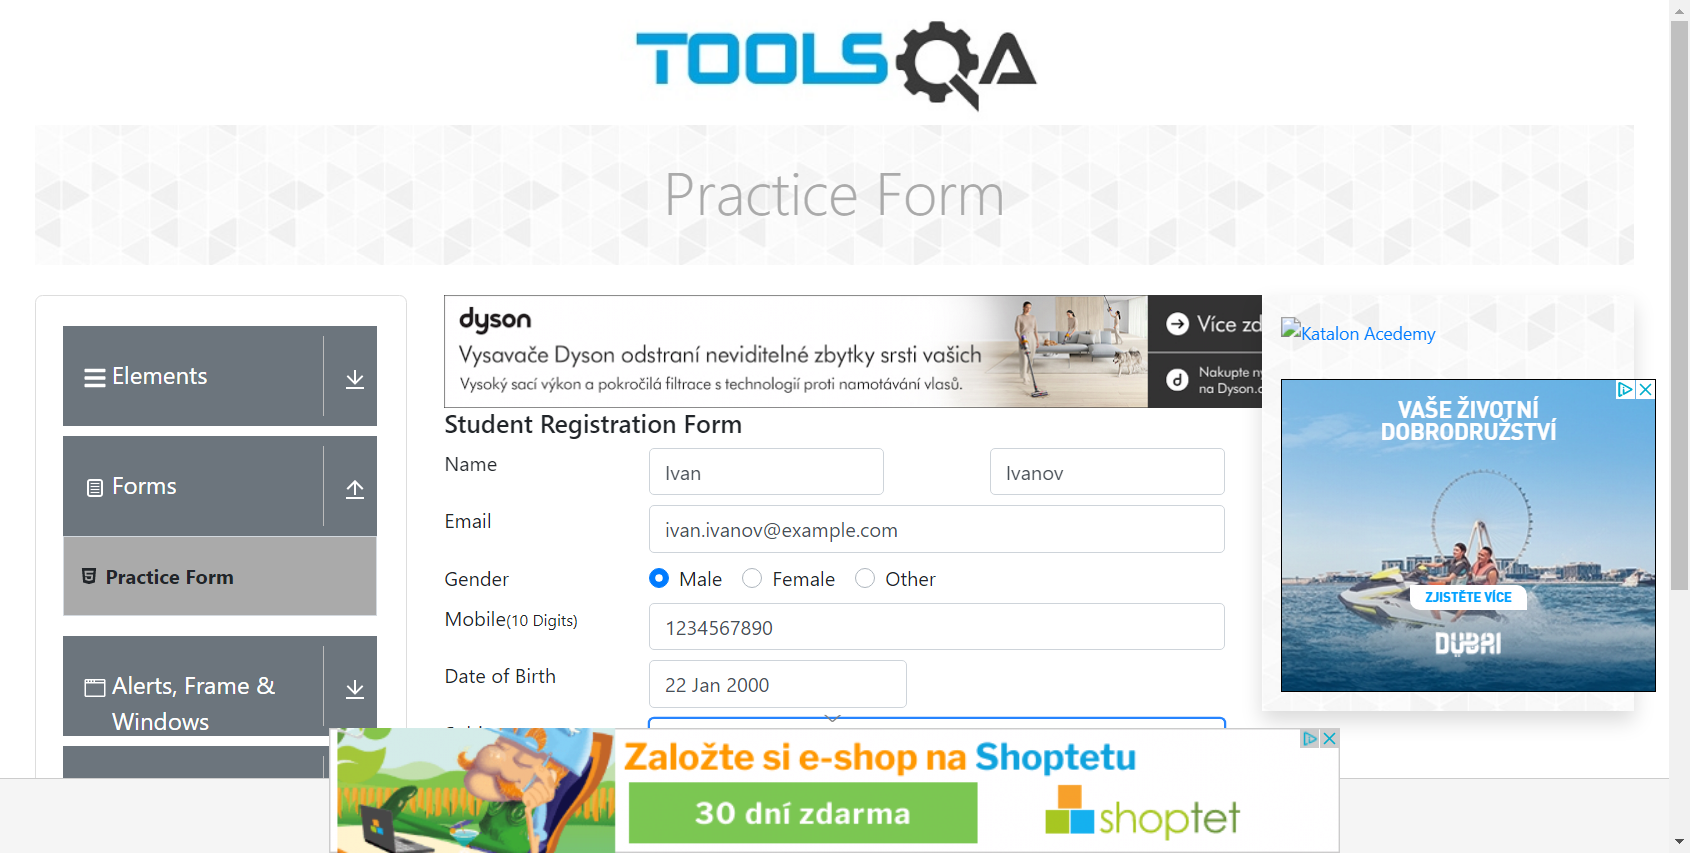 TOOLSQA
Practice Form
Elements
Forms
Practice Form
Alerts, Frame &
Windows
dyson
Vysavače Dyson odstraní neviditelné zbytky srsti vašich
Vysoký sací výkon a pokročilá filtrace s technologií proti namotávání vlasů.
Více zd
Nakupte
na Dyson.
Student Registration Form
Name
Ivan
Ivanov
Email
ivan.ivanov@example.com
Gender
Male
Female
Other
Mobile(10 Digits)
1234567890
Date of Birth
22 Jan 2000
Katalon Acedemy
VAŠE ŽIVOTNÍ
DOBRODRUŽSTVÍ
ZJISTĚTE VÍCE
DUBAI
Založte si e-shop na Shoptetu
30 dní zdarma
shoptet